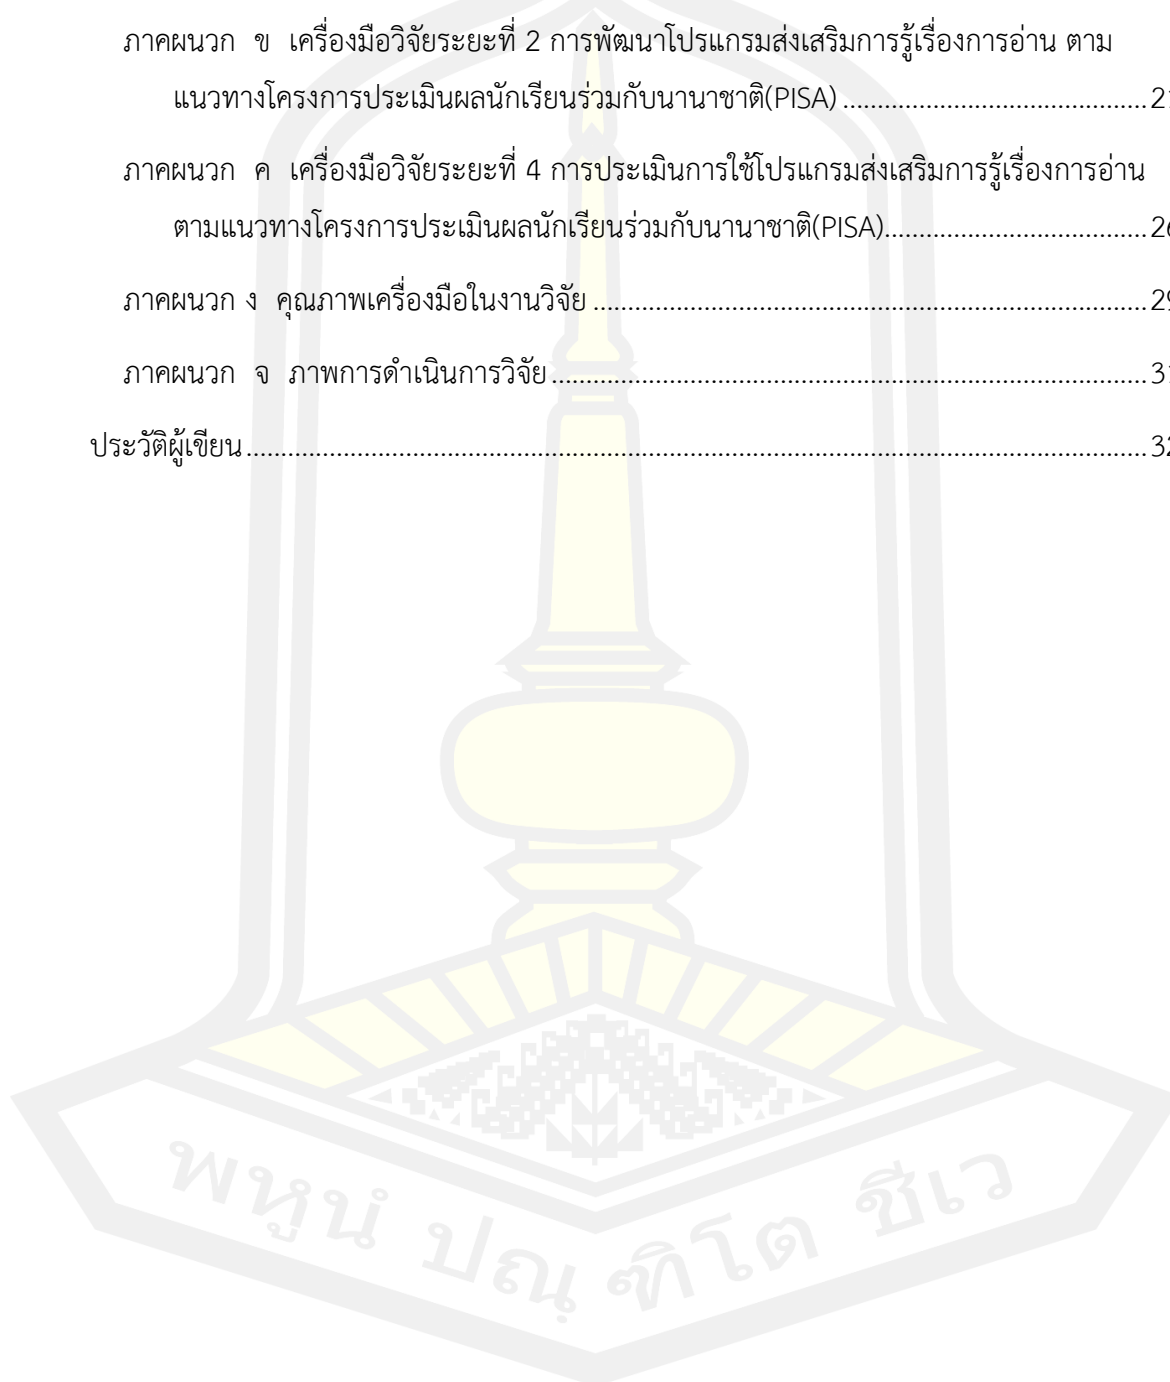 ภาคผนวก ข เครื่องมือวิจัยระยะที่ 2 การพัฒนาโปรแกรมส่งเสริมการรู้เรื่องการอ่าน ตาม
แนวทางโครงการประเมินผลนักเรียนร่วมกับนานาชาติ(PISA) ........................................
ภาคผนวก ค เครื่องมือวิจัยระยะที่ 4 การประเมินการใช้โปรแกรมส่งเสริมการรู้เรื่องการอ่าน
ตามแนวทางโครงการประเมินผลนักเรียนร่วมกับนานาชาติ(PISA)...................................
ภาคผนวก ง คุณภาพเครื่องมือในงานวิจัย ........................................
ภาคผนวก จ ภาพการดำเนินการวิจัย........................................
ประวัติผู้เขียน ........................................
พหูนํ ปณฺฑิโต ชีเว